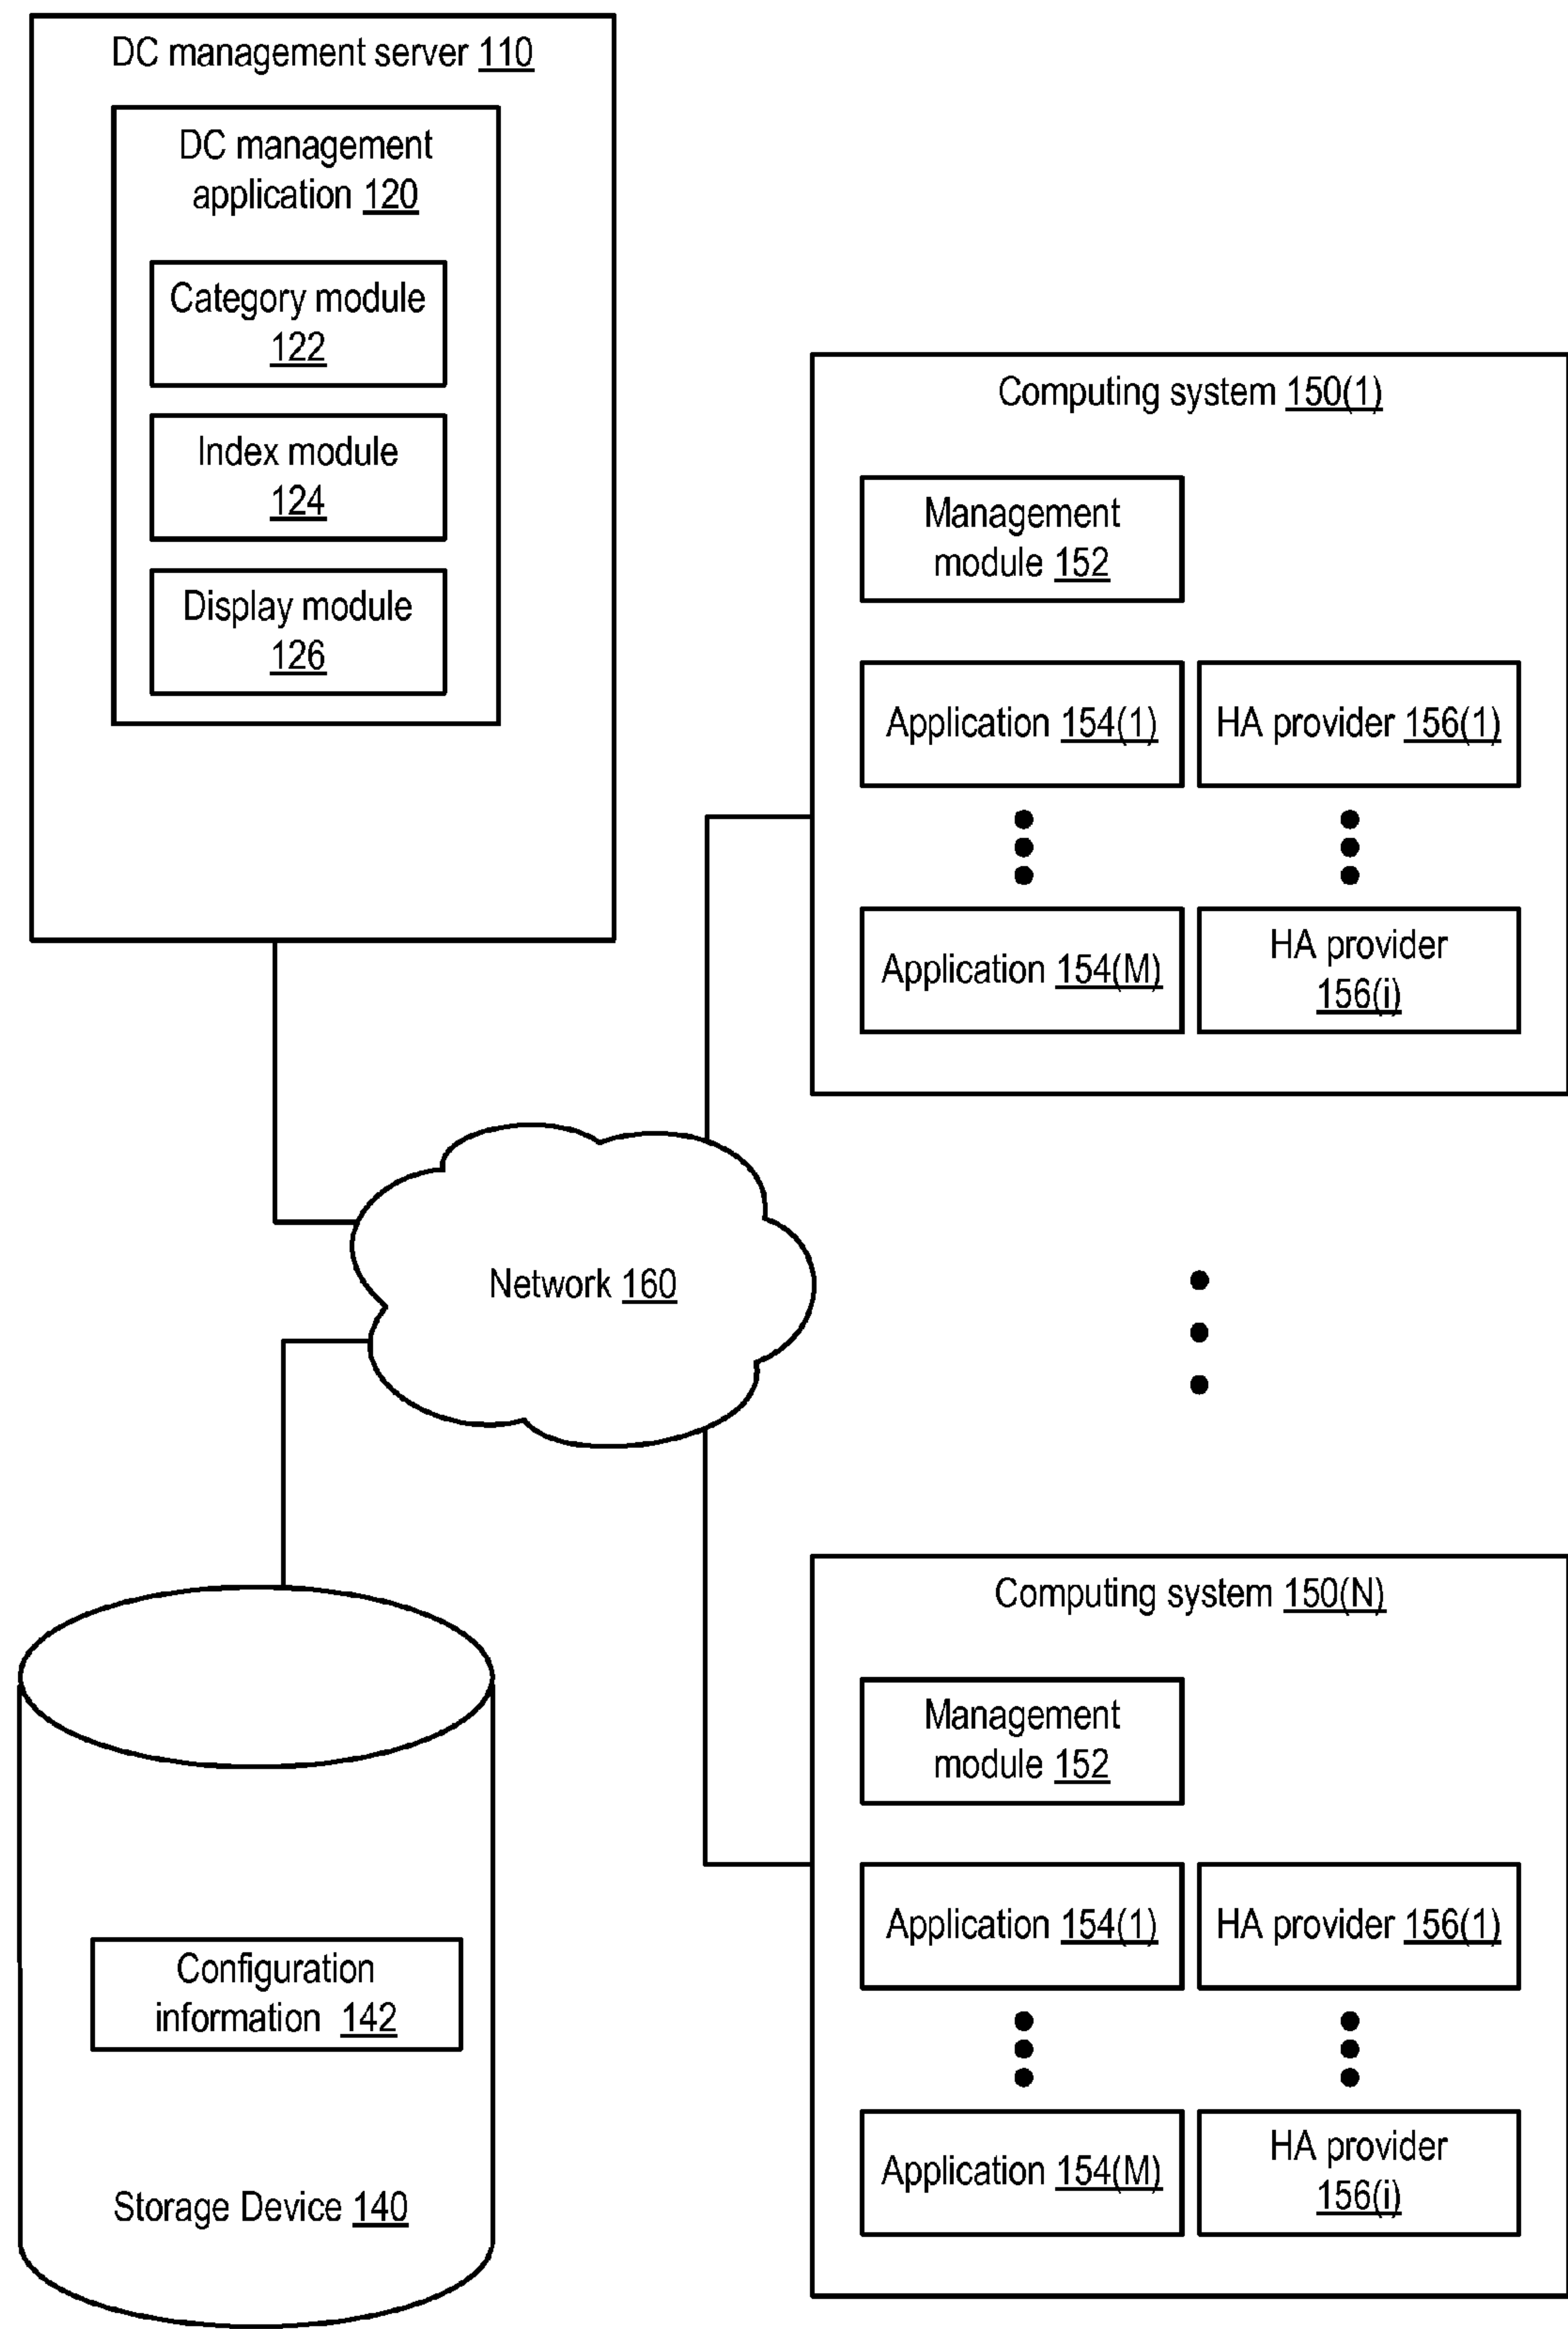 DC management server 110
DC management
application 120
Category module
122
Index module
124
Display module
126
Computing system 150(1)
Management
module 152
Application 154(1)
HA provider 156(1)
Application 154(M)
HA provider
156(i)
Network 160
Computing system 150(N)
Management
module 152
Application 154(1)
HA provider 156(1)
Application 154(M)
HA provider
156(i)
Configuration
information 142
Storage Device 140